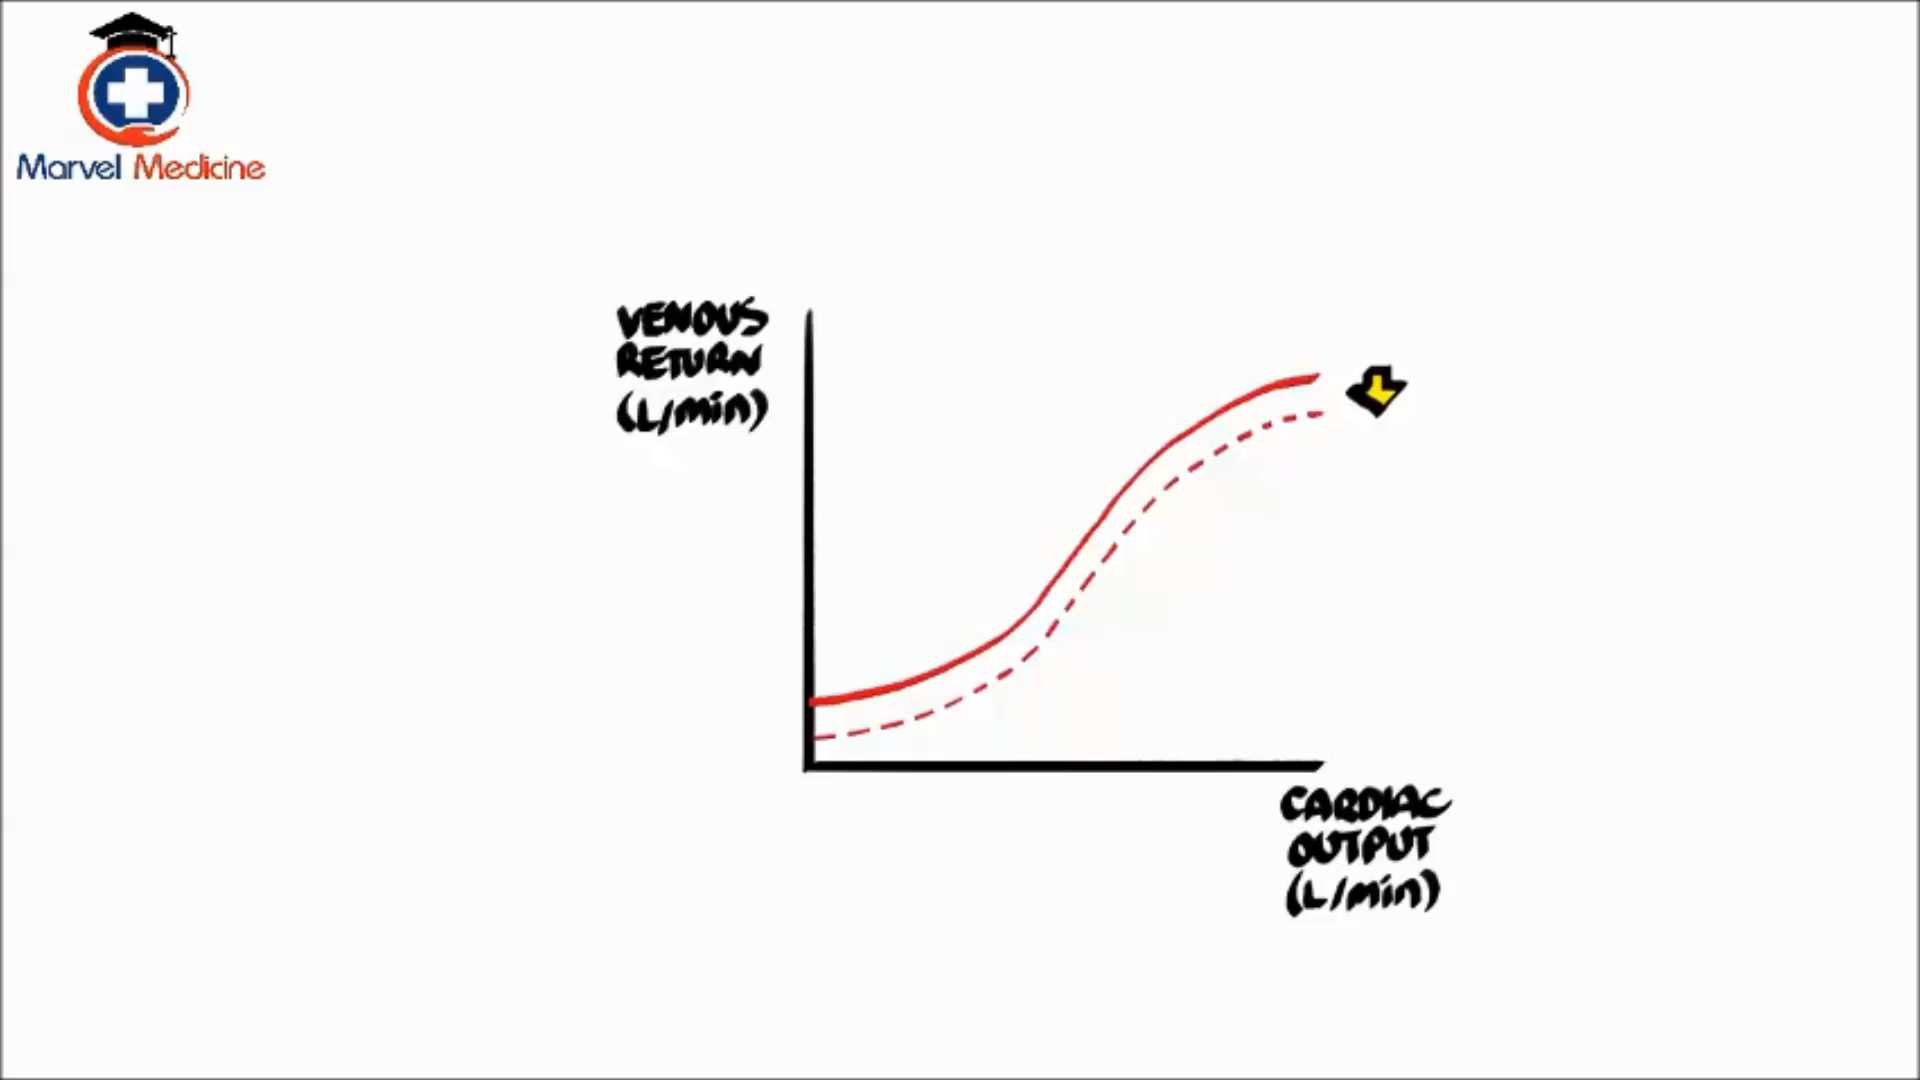 Marvel Medicine
VENOUS
RETURN
(L/min)
CARDIAC
OUTPUT
(L/min)